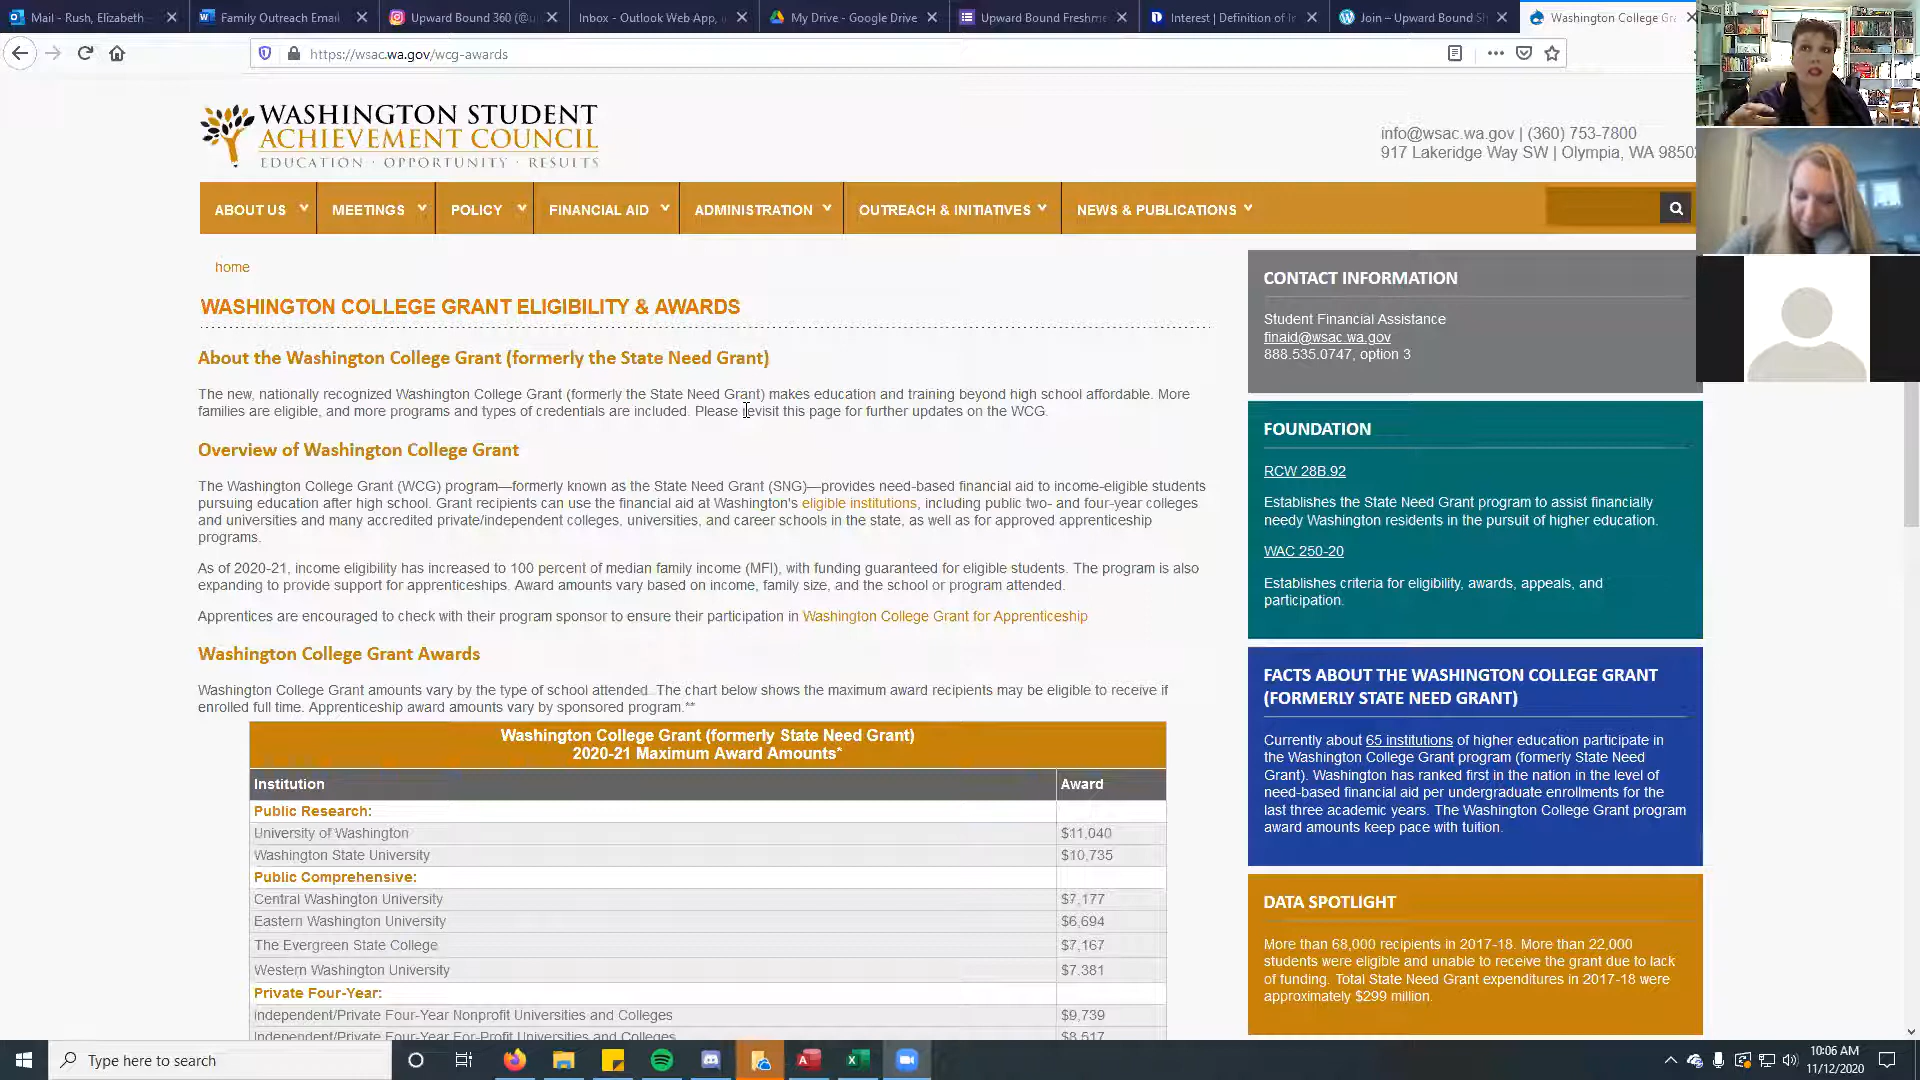 Mail - Rush, Elizabeth
Family Outreach Email
Upward Bound 360 (@u
Inbox - Outlook Web App,
My Drive - Google Drive
Upward Bound Freshme
Interest | Definition of In
Join – Upward Bound Sh
Washington College Gra
https://wsac.wa.gov/wcg-awards
WASHINGTON STUDENT
ACHIEVEMENT COUNCIL
EDUCATION · OPPORTUNITY · RESULTS
info@wsac.wa.gov | (360) 753-7800
917 Lakeridge Way SW | Olympia, WA 98502
ABOUT US
MEETINGS
POLICY
FINANCIAL AID
ADMINISTRATION
OUTREACH & INITIATIVES
NEWS & PUBLICATIONS
home
WASHINGTON COLLEGE GRANT ELIGIBILITY & AWARDS
About the Washington College Grant (formerly the State Need Grant)
The new, nationally recognized Washington College Grant (formerly the State Need Grant) makes education and training beyond high school affordable. More
families are eligible, and more programs and types of credentials are included. Please revisit this page for further updates on the WCG.
Overview of Washington College Grant
The Washington College Grant (WCG) program—formerly known as the State Need Grant (SNG)—provides need-based financial aid to income-eligible students
pursuing education after high school. Grant recipients can use the financial aid at Washington's eligible institutions, including public two- and four-year colleges
and universities and many accredited private/independent colleges, universities, and career schools in the state, as well as for approved apprenticeship
programs.
As of 2020-21, income eligibility has increased to 100 percent of median family income (MFI), with funding guaranteed for eligible students. The program is also
expanding to provide support for apprenticeships. Award amounts vary based on income, family size, and the school or program attended.
Apprentices are encouraged to check with their program sponsor to ensure their participation in Washington College Grant for Apprenticeship
Washington College Grant Awards
Washington College Grant amounts vary by the type of school attended. The chart below shows the maximum award recipients may be eligible to receive if
enrolled full time. Apprenticeship award amounts vary by sponsored program.**
Washington College Grant (formerly State Need Grant)
2020-21 Maximum Award Amounts*
Institution Award
Public Research:
University of Washington $11,040
Washington State University $10,735
Public Comprehensive:
Central Washington University $7,177
Eastern Washington University $6,694
The Evergreen State College $7,167
Western Washington University $7,381
Private Four-Year:
Independent/Private Four-Year Nonprofit Universities and Colleges $9,739
Independent/Private Four-Year For-Profit Universities and Colleges $8,517
CONTACT INFORMATION
Student Financial Assistance
finaid@wsac.wa.gov
888.535.0747, option 3
FOUNDATION
RCW 28B.92
Establishes the State Need Grant program to assist financially
needy Washington residents in the pursuit of higher education.
WAC 250-20
Establishes criteria for eligibility, awards, appeals, and
participation.
FACTS ABOUT THE WASHINGTON COLLEGE GRANT
(FORMERLY STATE NEED GRANT)
Currently about 65 institutions of higher education participate in
the Washington College Grant program (formerly State Need
Grant). Washington has ranked first in the nation in the level of
need-based financial aid per undergraduate enrollments for the
last three academic years. The Washington College Grant program
award amounts keep pace with tuition.
DATA SPOTLIGHT
More than 68,000 recipients in 2017-18. More than 22,000
students were eligible and unable to receive the grant due to lack
of funding. Total State Need Grant expenditures in 2017-18 were
approximately $299 million.
Type here to search
10:06 AM
11/12/2020